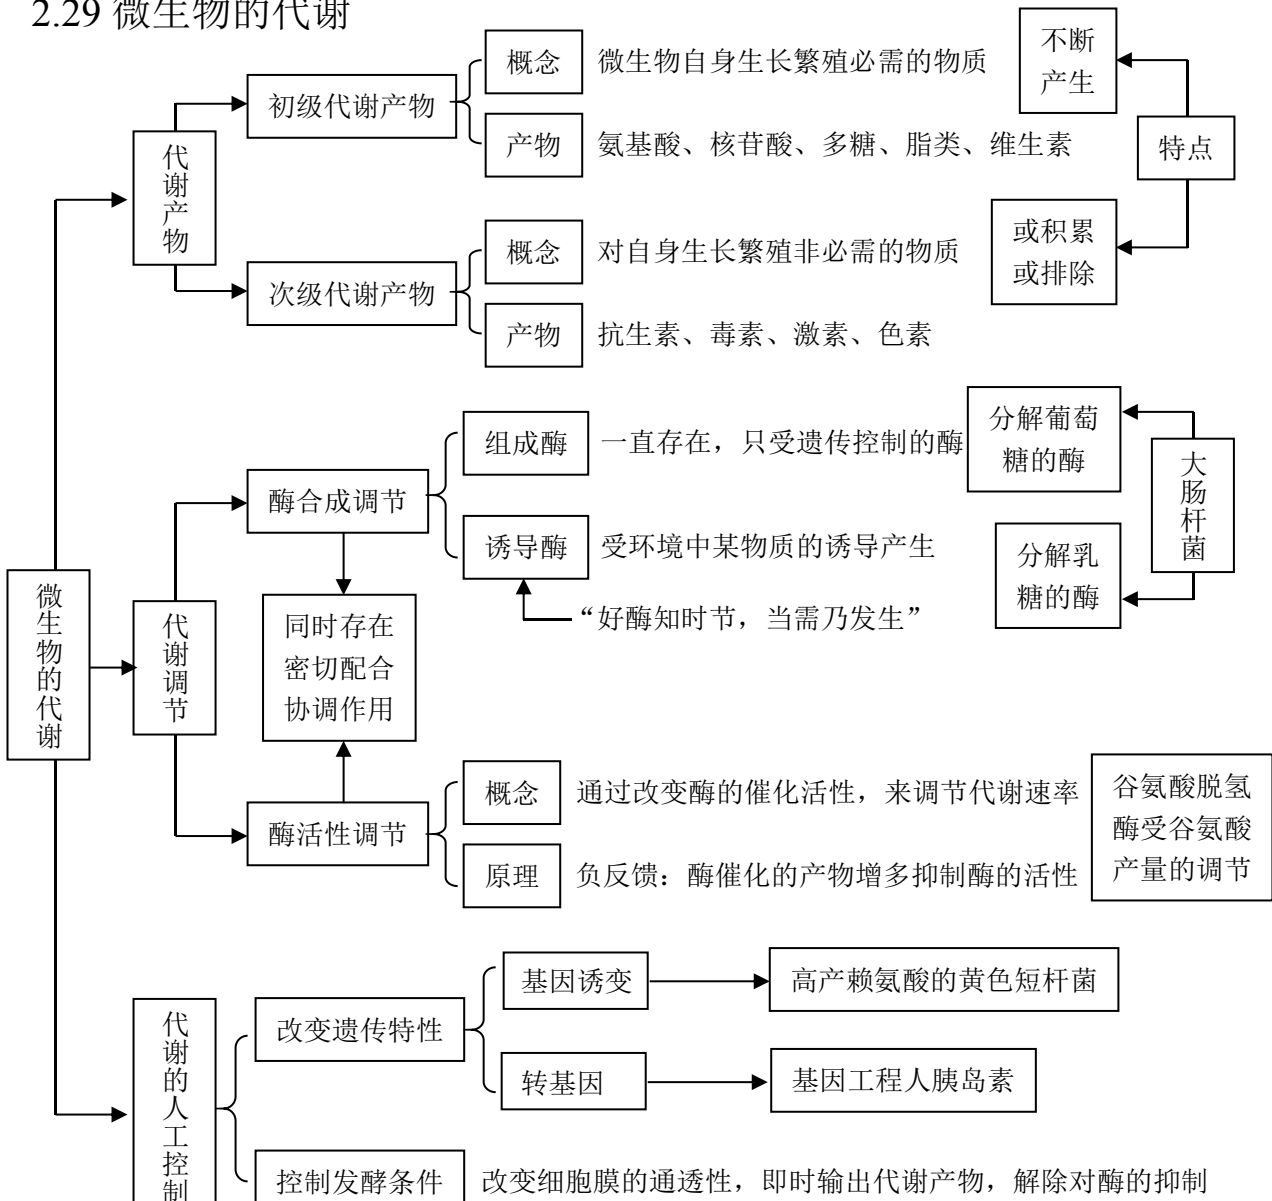 2.29 微生物的代谢
概念
微生物自身生长繁殖必需的物质
不断
产生
初级代谢产物
产物
氨基酸、核苷酸、多糖、脂类、维生素
特点
代谢产物
概念
对自身生长繁殖非必需的物质
或积累
或排除
次级代谢产物
产物
抗生素、毒素、激素、色素
组成酶
一直存在，只受遗传控制的酶
分解葡萄
糖的酶
大肠杆菌
酶合成调节
诱导酶
受环境中某物质的诱导产生
分解乳
糖的酶
“好酶知时节，当需乃发生”
微生物的代谢
代谢调节
同时存在
密切配合
协调作用
概念
通过改变酶的催化活性，来调节代谢速率
谷氨酸脱氢
酶受谷氨酸
产量的调节
酶活性调节
原理
负反馈：酶催化的产物增多抑制酶的活性
基因诱变
高产赖氨酸的黄色短杆菌
代谢的人工控制
改变遗传特性
转基因
基因工程人胰岛素
控制发酵条件
改变细胞膜的通透性，即时输出代谢产物，解除对酶的抑制